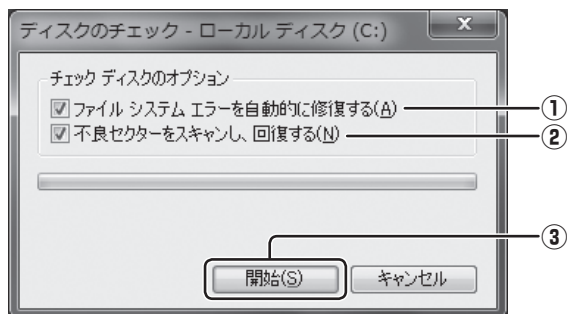 ディスクのチェック - ローカル ディスク (C:)
x
チェック ディスクのオプション
ファイル システム エラーを自動的に修復する(A)
①
不良セクターをスキャンし、回復する(N)
②
③
開始(S)
キャンセル